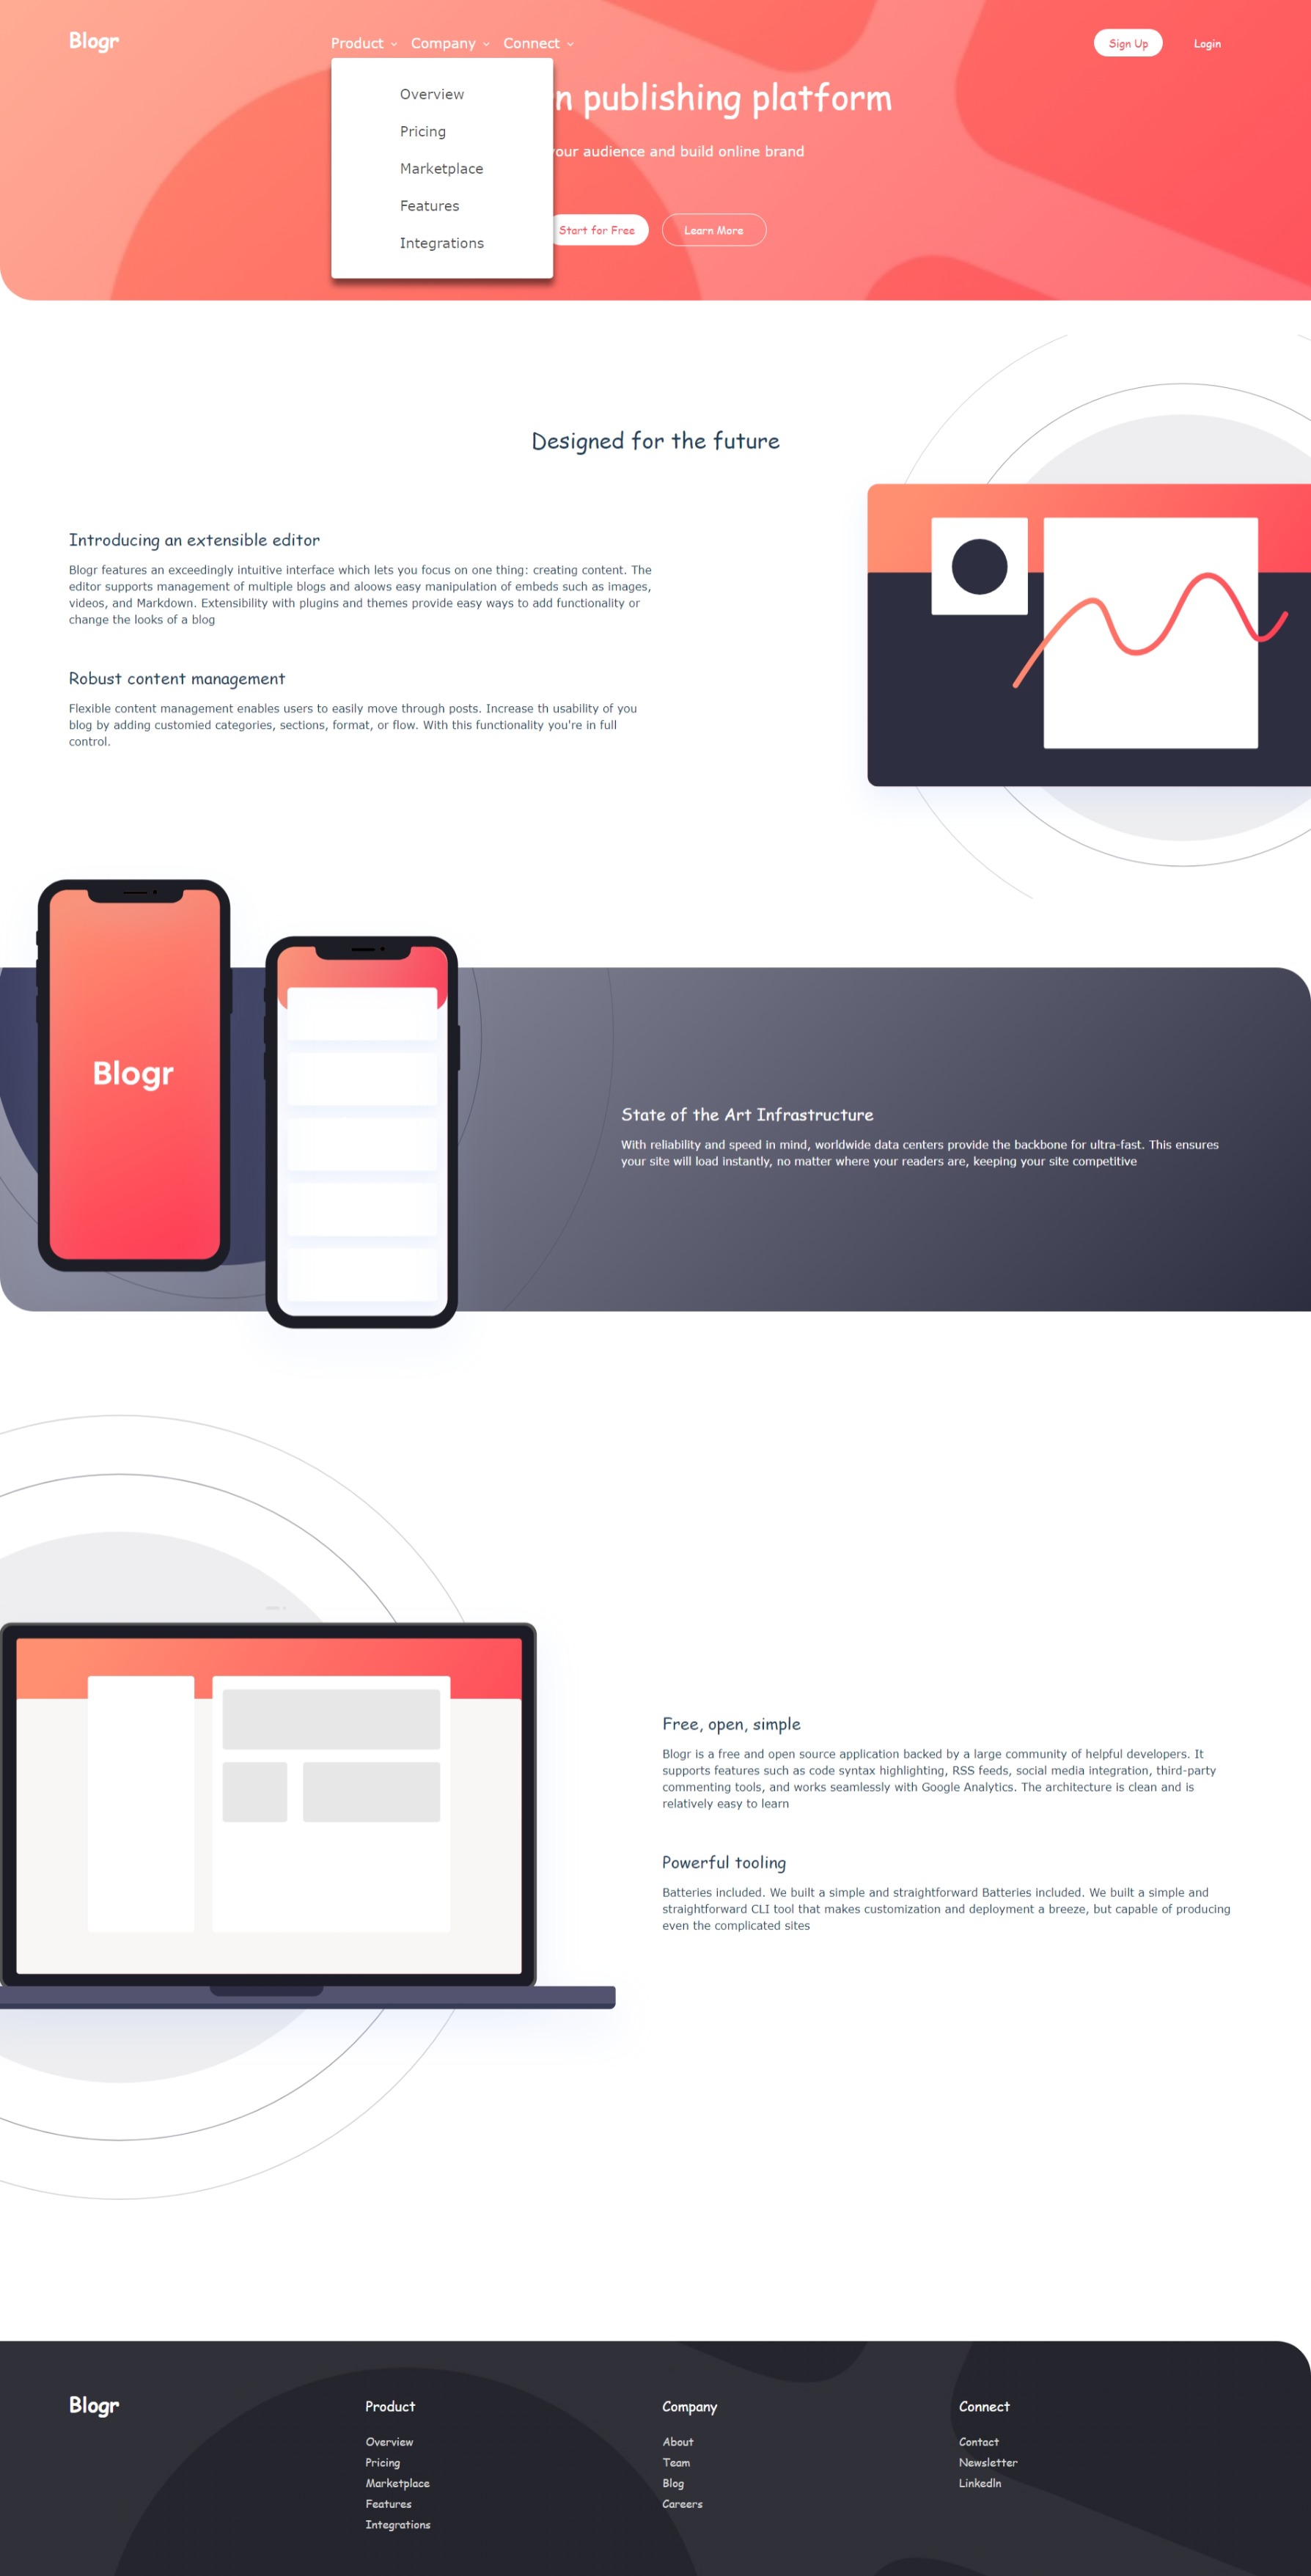 Blogr
Product Company Connect
Sign Up Login
Overview
Pricing
Marketplace
Features
Integrations
publishing platform
your audience and build online brand
Start for Free Learn More
Designed for the future
Introducing an extensible editor
Blogr features an exceedingly intuitive interface which lets you focus on one thing: creating content. The
editor supports management of multiple blogs and aloows easy manipulation of embeds such as images,
videos, and Markdown. Extensibility with plugins and themes provide easy ways to add functionality or
change the looks of a blog
Robust content management
Flexible content management enables users to easily move through posts. Increase th usability of you
blog by adding customied categories, sections, format, or flow. With this functionality you're in full
control.
Blogr
State of the Art Infrastructure
With reliability and speed in mind, worldwide data centers provide the backbone for ultra-fast. This ensures
your site will load instantly, no matter where your readers are, keeping your site competitive
Free, open, simple
Blogr is a free and open source application backed by a large community of helpful developers. It
supports features such as code syntax highlighting, RSS feeds, social media integration, third-party
commenting tools, and works seamlessly with Google Analytics. The architecture is clean and is
relatively easy to learn
Powerful tooling
Batteries included. We built a simple and straightforward Batteries included. We built a simple and
straightforward CLI tool that makes customization and deployment a breeze, but capable of producing
even the complicated sites
Blogr
Product
Overview
Pricing
Marketplace
Features
Integrations
Company
About
Team
Blog
Careers
Connect
Contact
Newsletter
LinkedIn